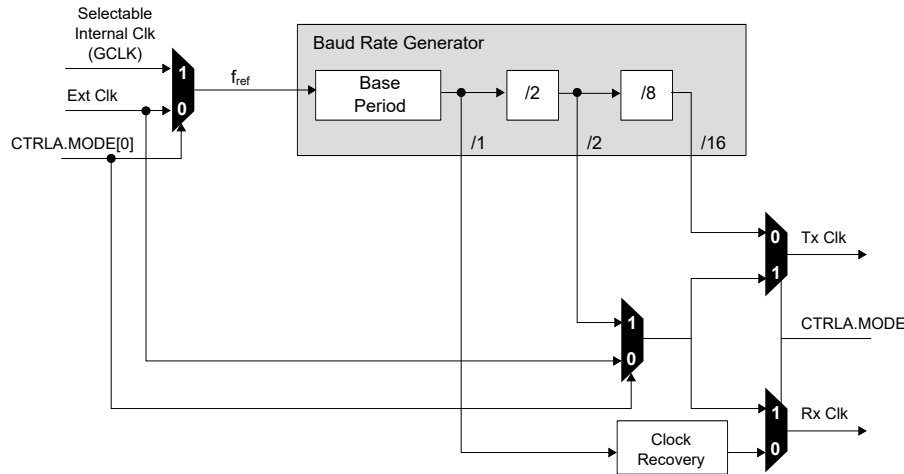 Selectable
Internal Clk
(GCLK)
Baud Rate Generator
1
fref
Base
Period
/2
/8
Ext Clk
0
CTRLA.MODE[0]
/1
/2
/16
0
Tx Clk
1
1
CTRLA.MODE
0
1
Rx Clk
Clock
Recovery
0